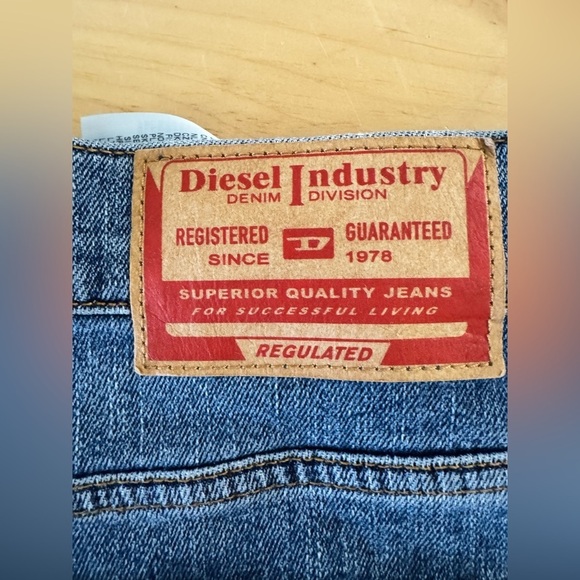 Diesel Industry
DENIM DIVISION
REGISTERED GUARANTEED
SINCE D 1978
SUPERIOR QUALITY JEANS
FOR SUCCESSFUL LIVING
REGULATED